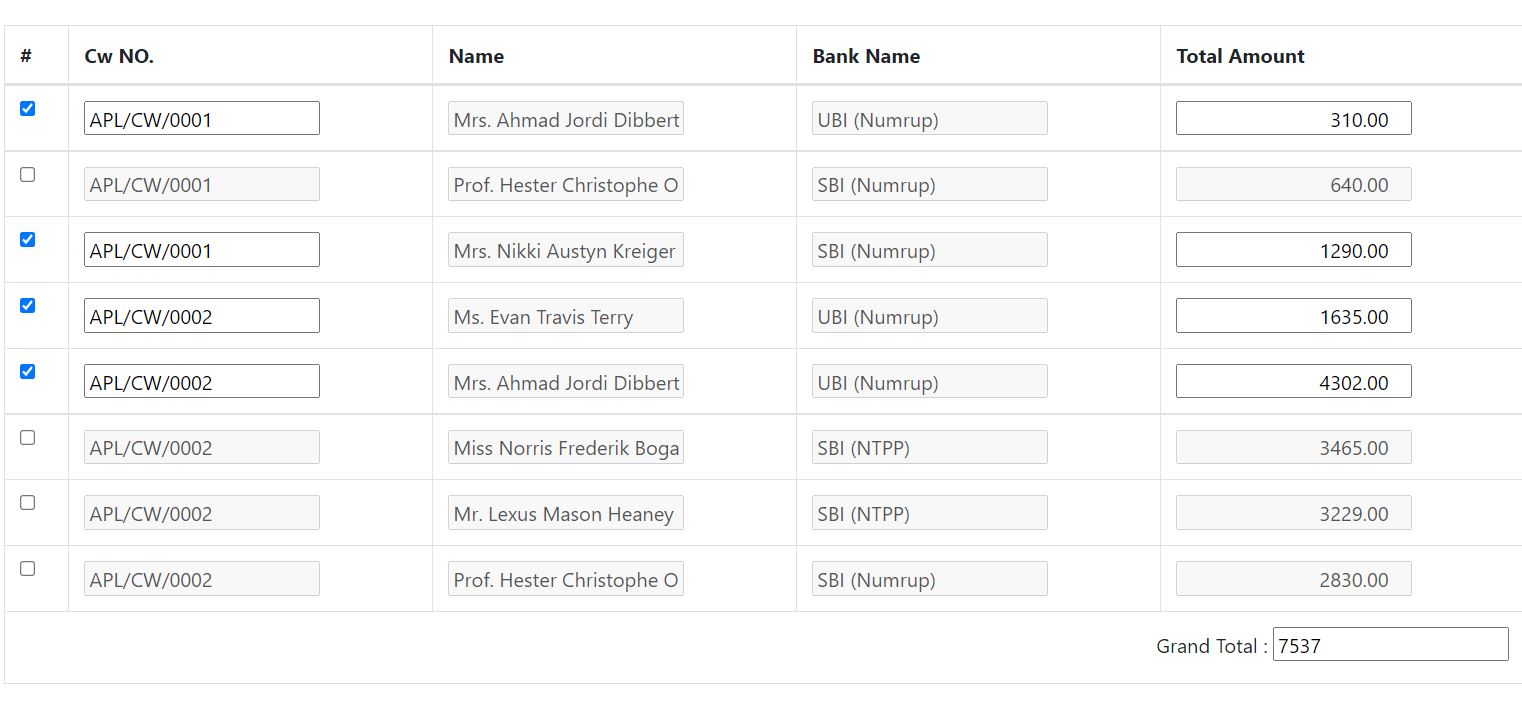 # Cw NO. Name Bank Name Total Amount
APL/CW/0001 Mrs. Ahmad Jordi Dibbert UBI (Numrup) 310.00
APL/CW/0001 Prof. Hester Christophe O SBI (Numrup) 640.00
APL/CW/0001 Mrs. Nikki Austyn Kreiger SBI (Numrup) 1290.00
APL/CW/0002 Ms. Evan Travis Terry UBI (Numrup) 1635.00
APL/CW/0002 Mrs. Ahmad Jordi Dibbert UBI (Numrup) 4302.00
APL/CW/0002 Miss Norris Frederik Boga SBI (NTPP) 3465.00
APL/CW/0002 Mr. Lexus Mason Heaney SBI (NTPP) 3229.00
APL/CW/0002 Prof. Hester Christophe O SBI (Numrup) 2830.00
Grand Total : 7537